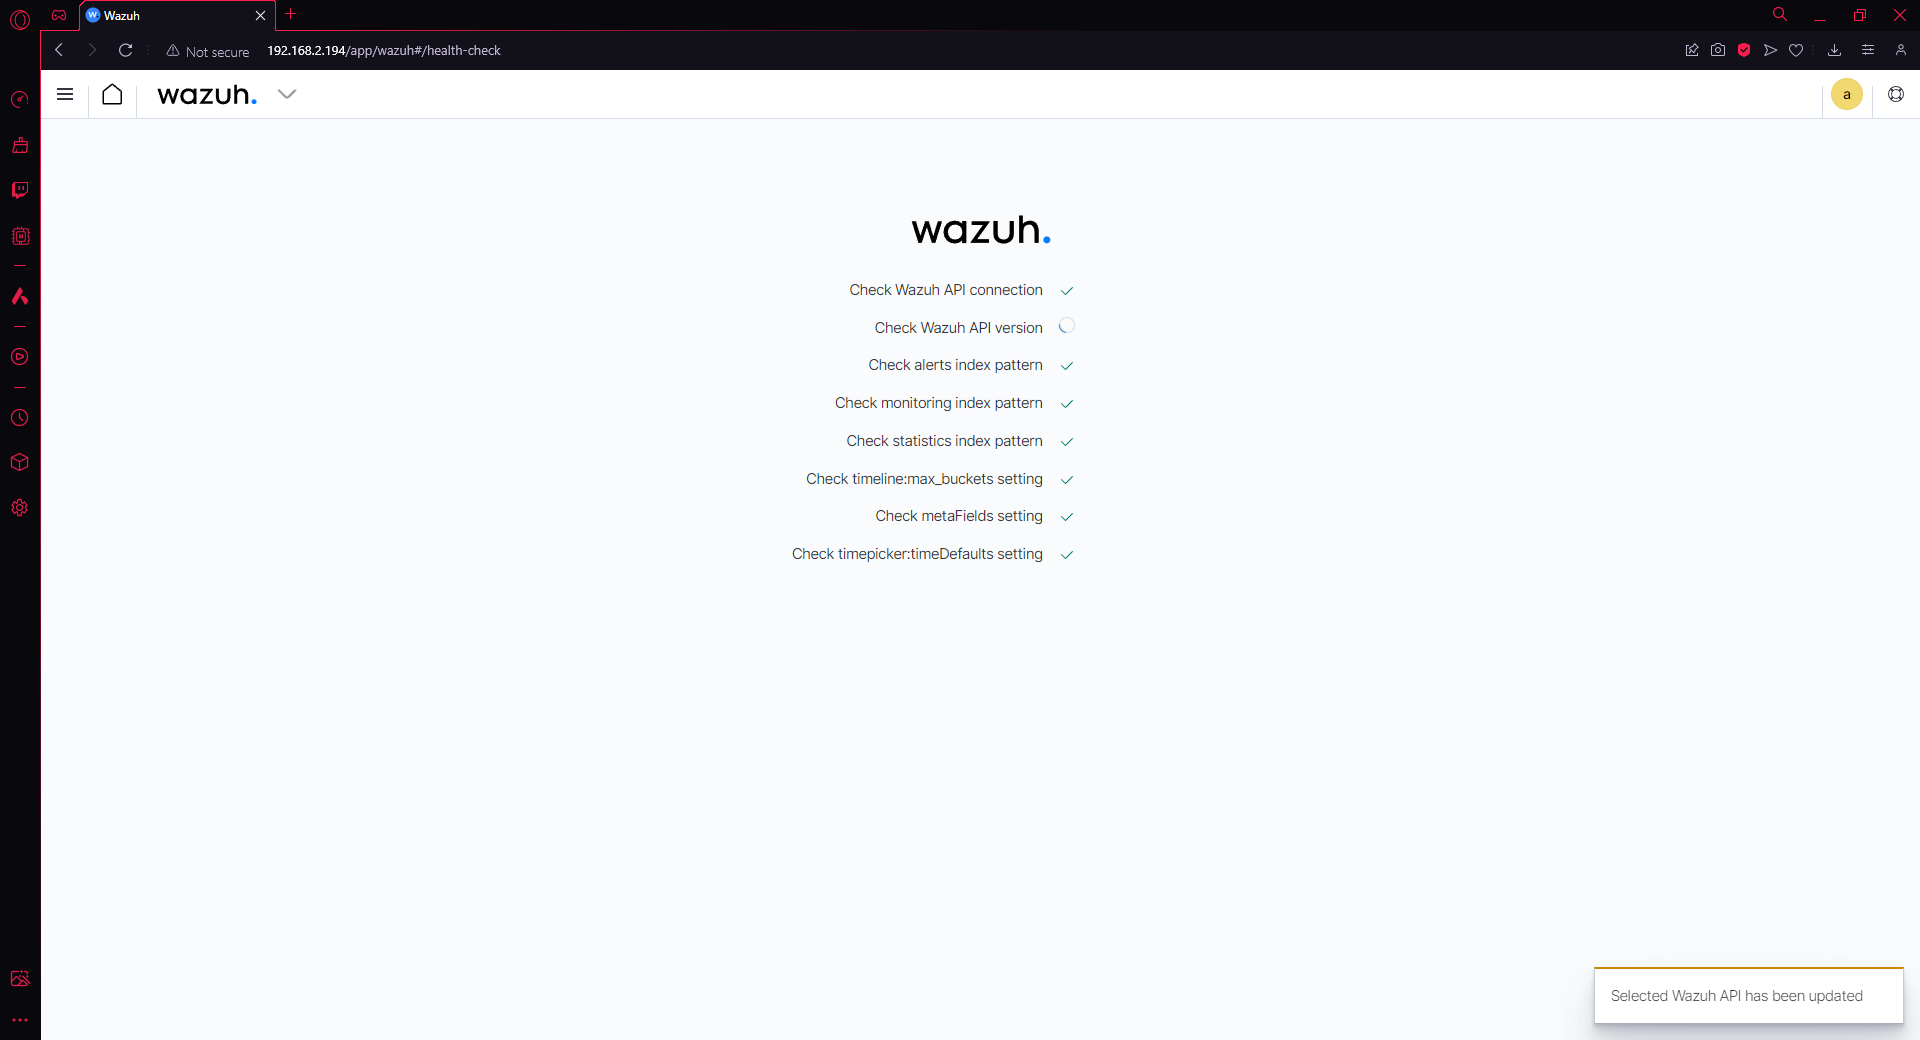 Wazuh
Not secure
192.168.2.194/app/wazuh#/health-check
wazuh.
a
wazuh.
Check Wazuh API connection
Check Wazuh API version
Check alerts index pattern
Check monitoring index pattern
Check statistics index pattern
Check timeline:max_buckets setting
Check metaFields setting
Check timepicker:timeDefaults setting
Selected Wazuh API has been updated